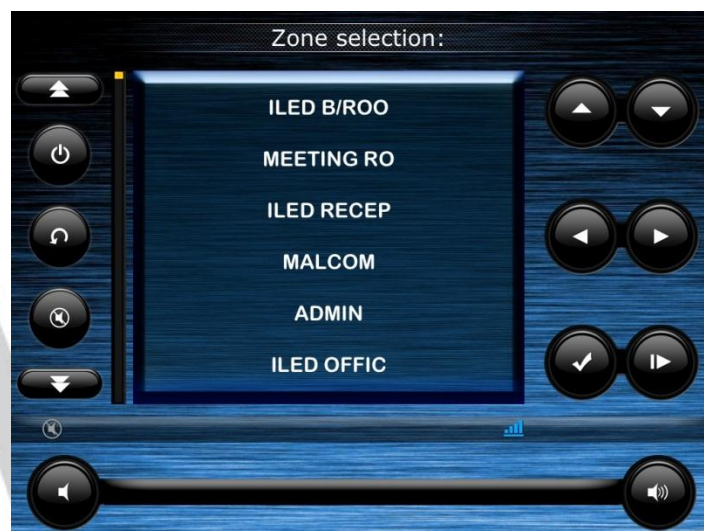 Zone selection:
ILED B/ROO
MEETING RO
ILED RECEP
MALCOM
ADMIN
ILED OFFIC